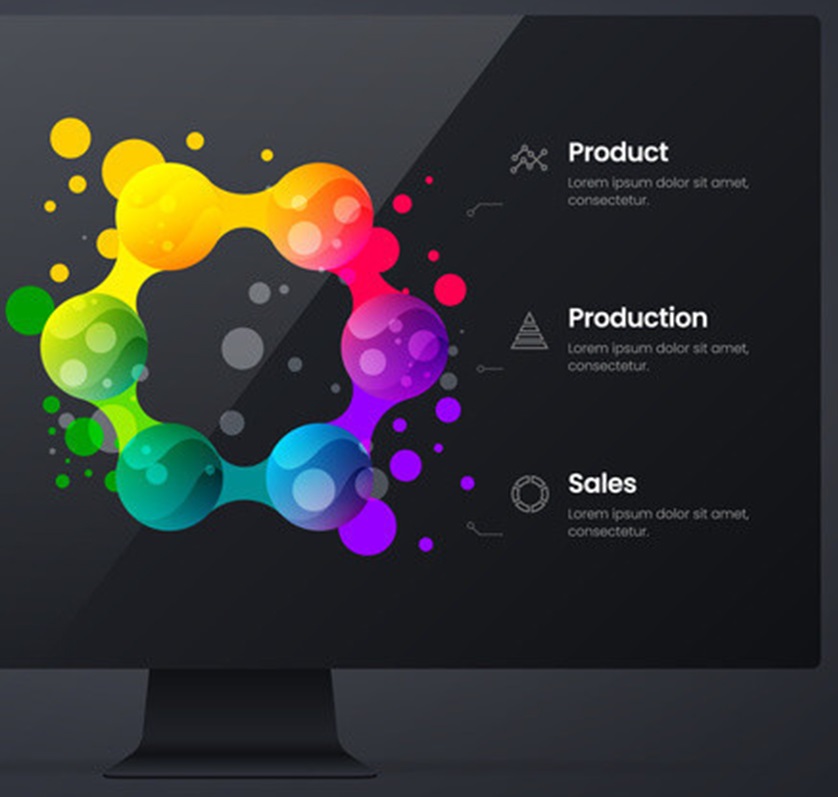 Product
Lorem ipsum dolor sit amet,
consectetur.
Production
Lorem ipsum dolor sit amet,
consectetur.
Sales
Lorem ipsum dolor sit amet,
consectetur.